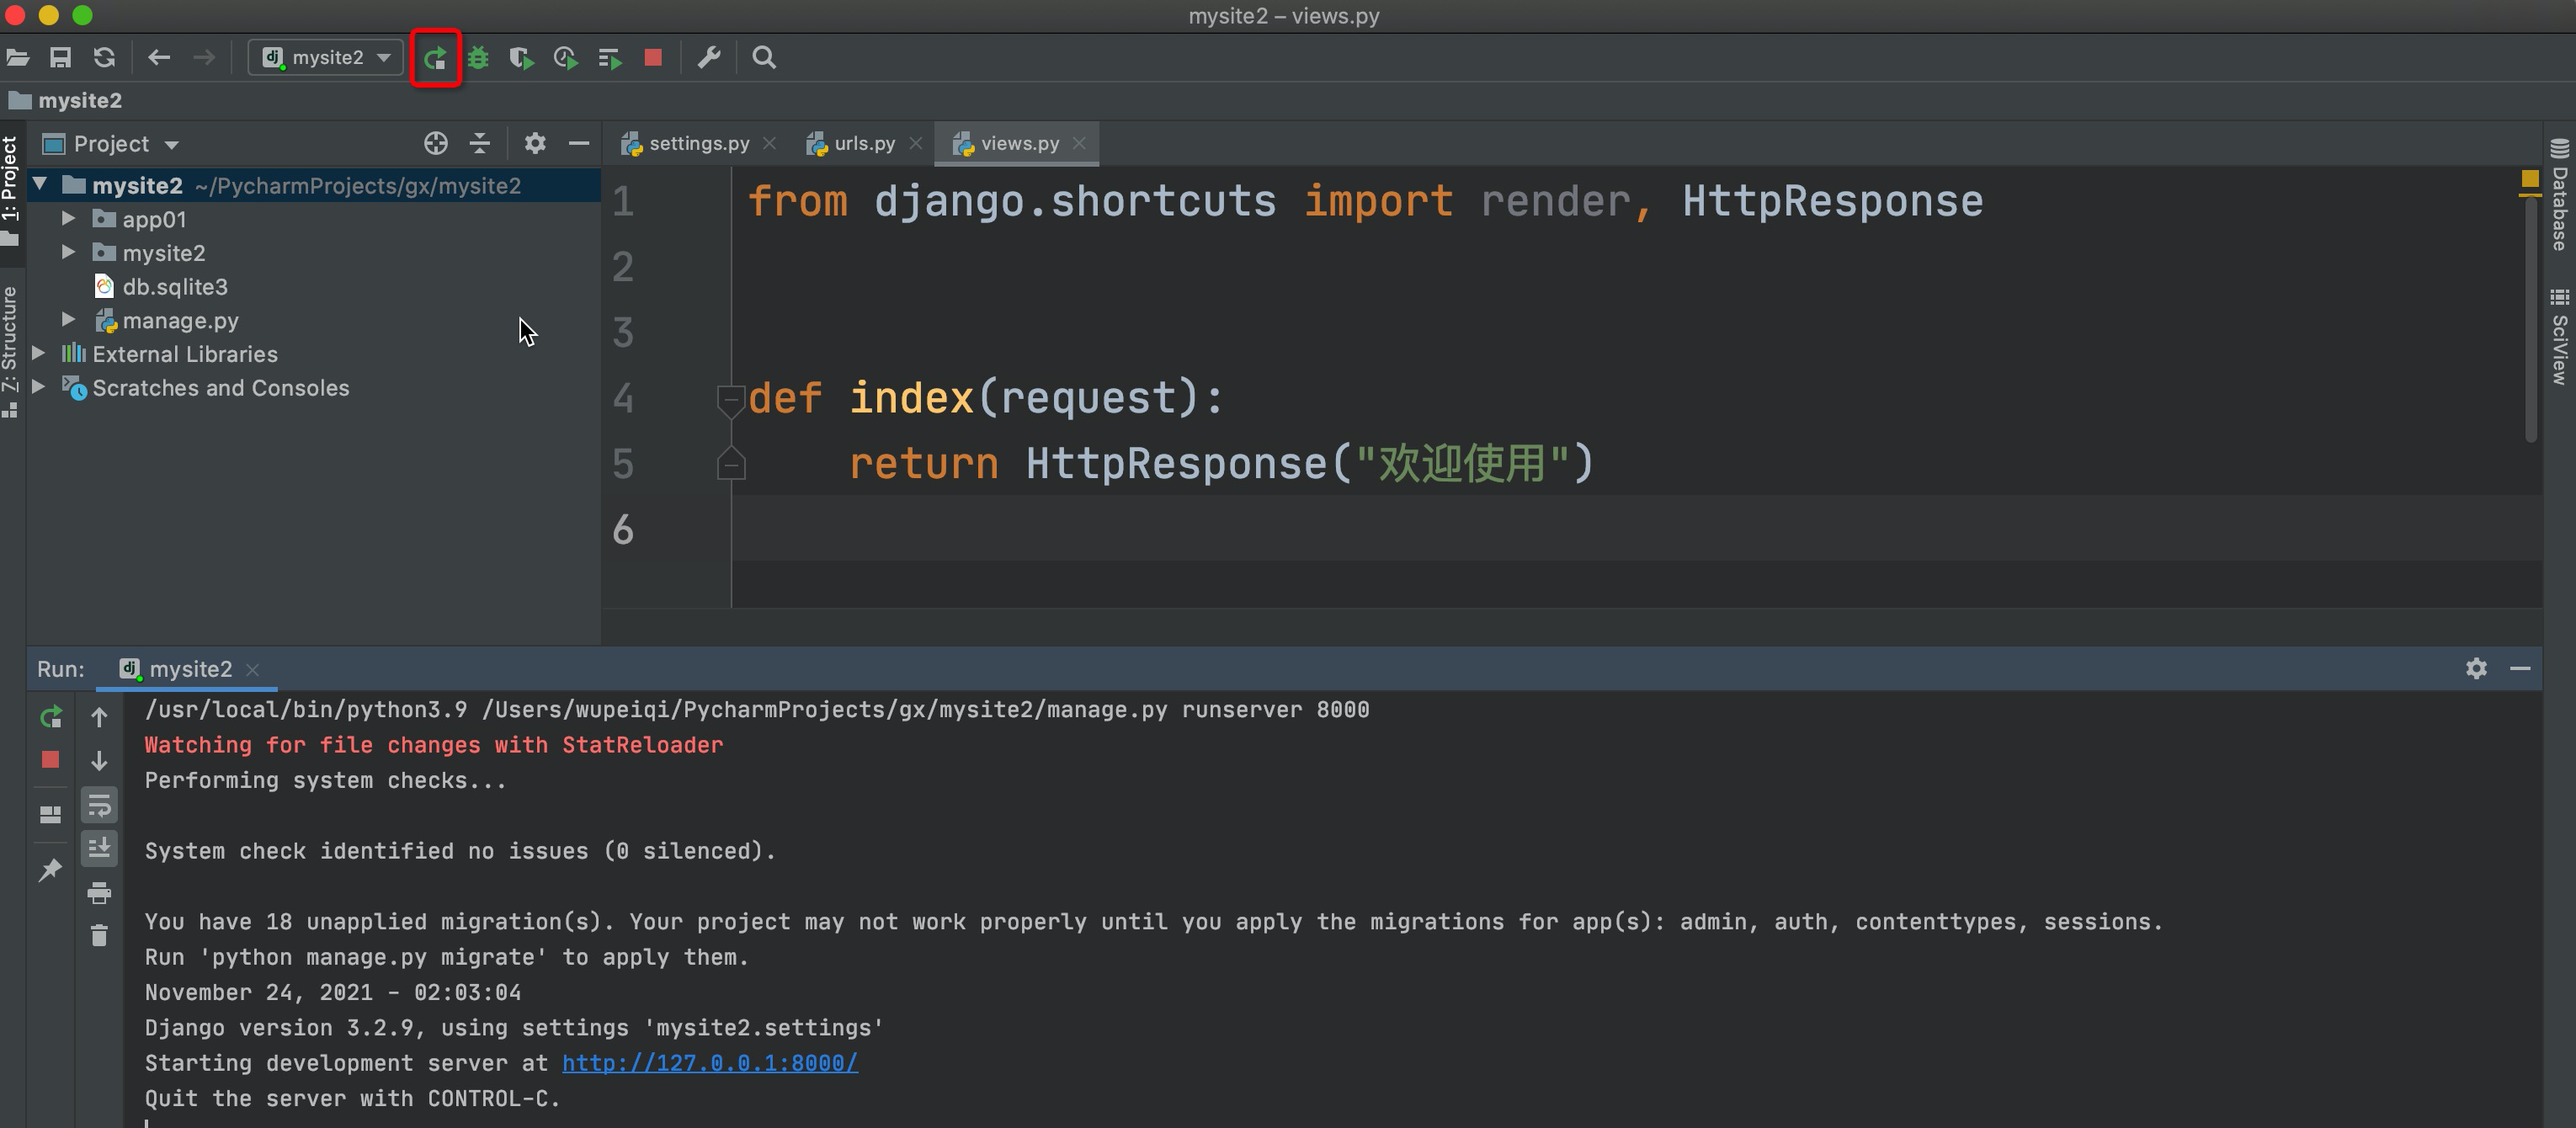 mysite2 – views.py
mysite2
mysite2
Project
settings.py
urls.py
views.py
1: Project
Z: Structure
mysite2 ~/PycharmProjects/gx/mysite2
app01
mysite2
db.sqlite3
manage.py
External Libraries
Scratches and Consoles
1 from django.shortcuts import render, HttpResponse
2
3
4 def index(request):
5 return HttpResponse("欢迎使用")
6
Database
SciView
Run: mysite2
/usr/local/bin/python3.9 /Users/wupeiqi/PycharmProjects/gx/mysite2/manage.py runserver 8000
Watching for file changes with StatReloader
Performing system checks...
System check identified no issues (0 silenced).
You have 18 unapplied migration(s). Your project may not work properly until you apply the migrations for app(s): admin, auth, contenttypes, sessions.
Run 'python manage.py migrate' to apply them.
November 24, 2021 - 02:03:04
Django version 3.2.9, using settings 'mysite2.settings'
Starting development server at http://127.0.0.1:8000/
Quit the server with CONTROL-C.